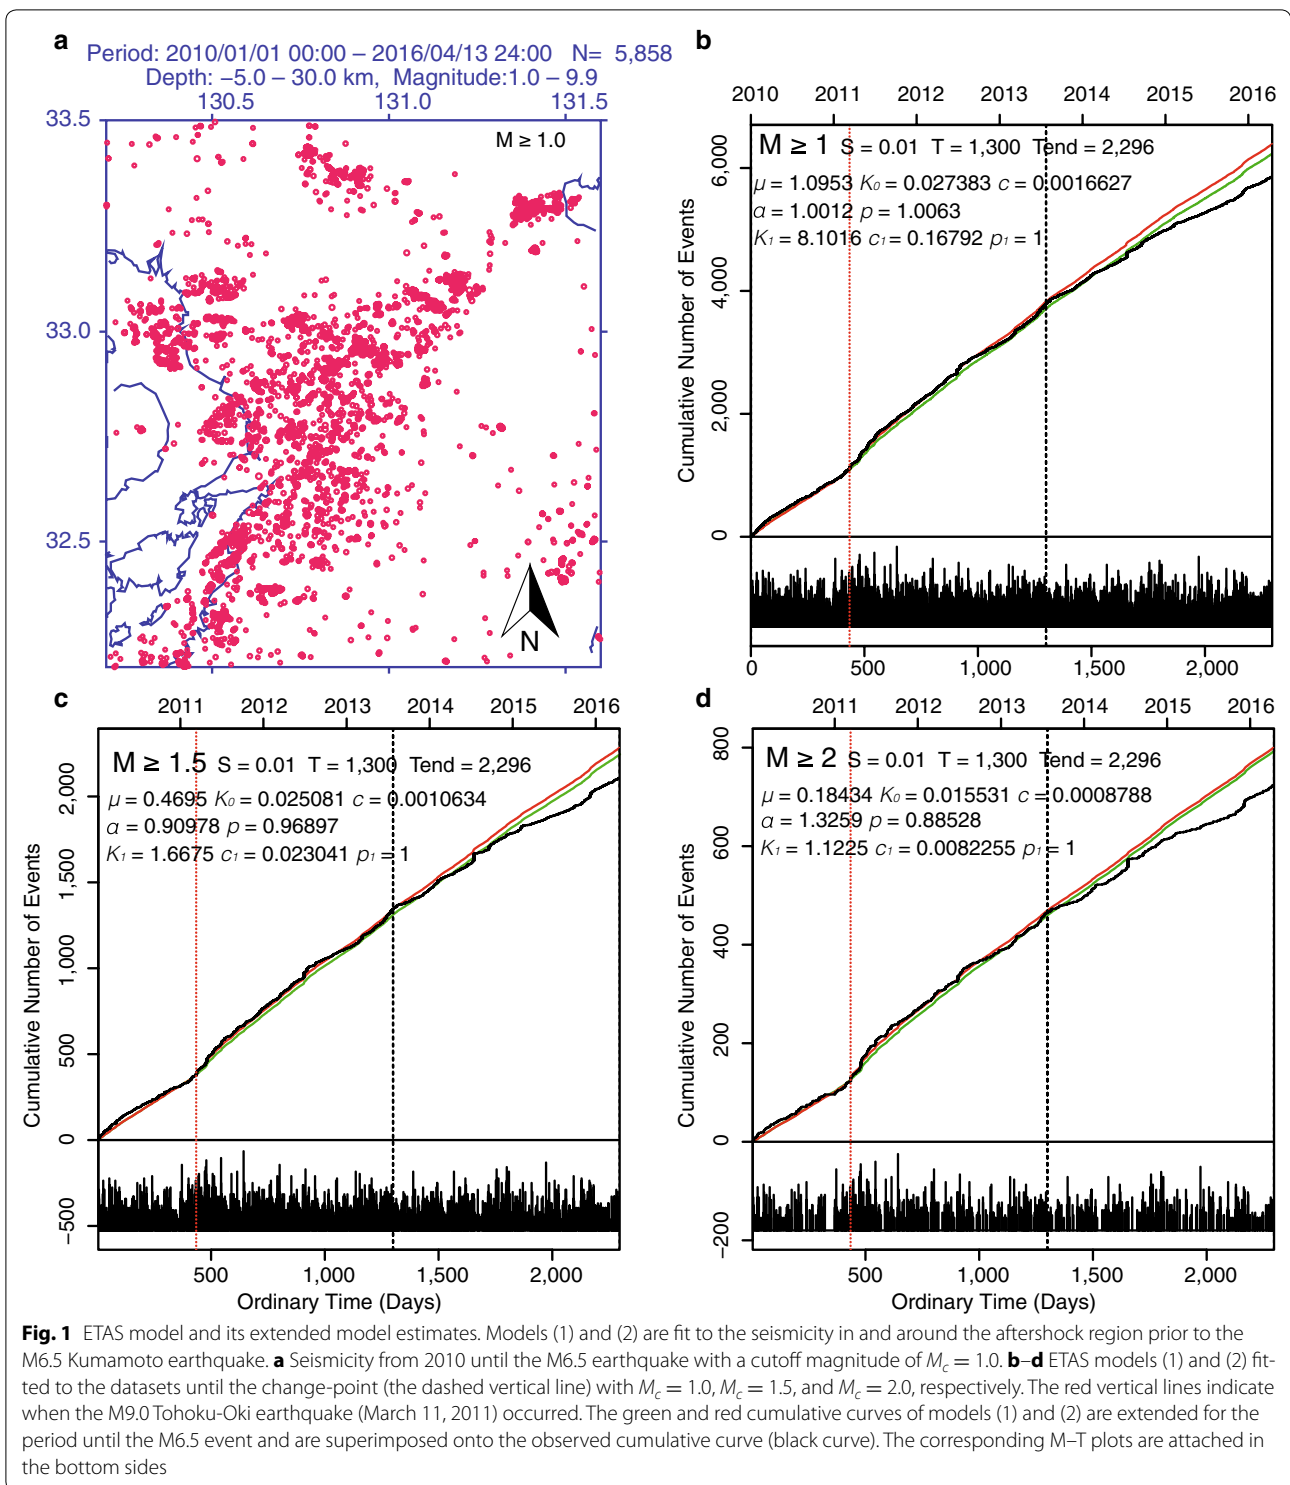 a
Period: 2010/01/01 00:00 – 2016/04/13 24:00 N= 5,858
Depth: –5.0 – 30.0 km, Magnitude:1.0 – 9.9
130.5 131.0 131.5
33.5
33.0
32.5
M ≥ 1.0
N
b
2010 2011 2012 2013 2014 2015 2016
M ≥ 1 S = 0.01 T = 1,300 Tend = 2,296
μ = 1.0953 K₀ = 0.027383 c = 0.0016627
α = 1.0012 p = 1.0063
K₁ = 8.1016 c₁ = 0.16792 p₁ = 1
Cumulative Number of Events
6,000
4,000
2,000
0
0 500 1,000 1,500 2,000
c
2011 2012 2013 2014 2015 2016
M ≥ 1.5 S = 0.01 T = 1,300 Tend = 2,296
μ = 0.4695 K₀ = 0.025081 c = 0.0010634
α = 0.90978 p = 0.96897
K₁ = 1.6675 c₁ = 0.023041 p₁ = 1
Cumulative Number of Events
2,000
1,500
1,000
500
0
–500
500 1,000 1,500 2,000
Ordinary Time (Days)
d
2011 2012 2013 2014 2015 2016
M ≥ 2 S = 0.01 T = 1,300 Tend = 2,296
μ = 0.18434 K₀ = 0.015531 c = 0.0008788
α = 1.3259 p = 0.88528
K₁ = 1.1225 c₁ = 0.0082255 p₁ = 1
Cumulative Number of Events
800
600
400
200
0
–200
500 1,000 1,500 2,000
Ordinary Time (Days)
Fig. 1 ETAS model and its extended model estimates. Models (1) and (2) are fit to the seismicity in and around the aftershock region prior to the
M6.5 Kumamoto earthquake. a Seismicity from 2010 until the M6.5 earthquake with a cutoff magnitude of Mc = 1.0. b–d ETAS models (1) and (2) fit-
ted to the datasets until the change-point (the dashed vertical line) with Mc = 1.0, Mc = 1.5, and Mc = 2.0, respectively. The red vertical lines indicate
when the M9.0 Tohoku-Oki earthquake (March 11, 2011) occurred. The green and red cumulative curves of models (1) and (2) are extended for the
period until the M6.5 event and are superimposed onto the observed cumulative curve (black curve). The corresponding M–T plots are attached in
the bottom sides